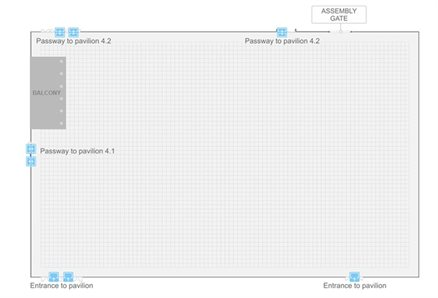 ASSEMBLY
GATE
Passway to pavilion 4.2
Passway to pavilion 4.2
BALCONY
Passway to pavilion 4.1
Entrance to pavilion
Entrance to pavilion